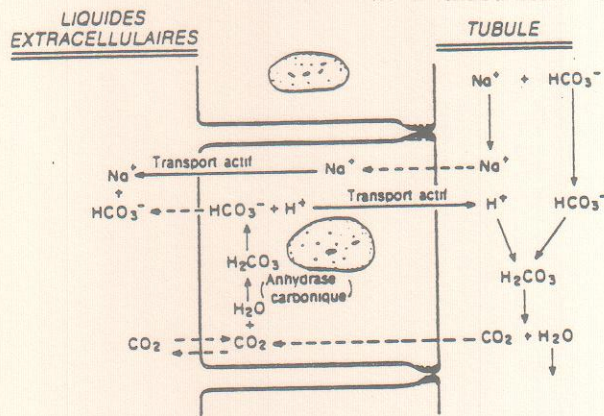 LIQUIDES
EXTRACELLULAIRES
TUBULE
Na⁺ + HCO₃⁻
Transport actif
Na⁺
Na⁺
Na⁺
+
HCO₃⁻
HCO₃⁻ + H⁺
Transport actif
H⁺
HCO₃⁻
H₂CO₃
(Anhydrase
carbonique)
H₂CO₃
H₂O
+
CO₂
CO₂
CO₂ + H₂O